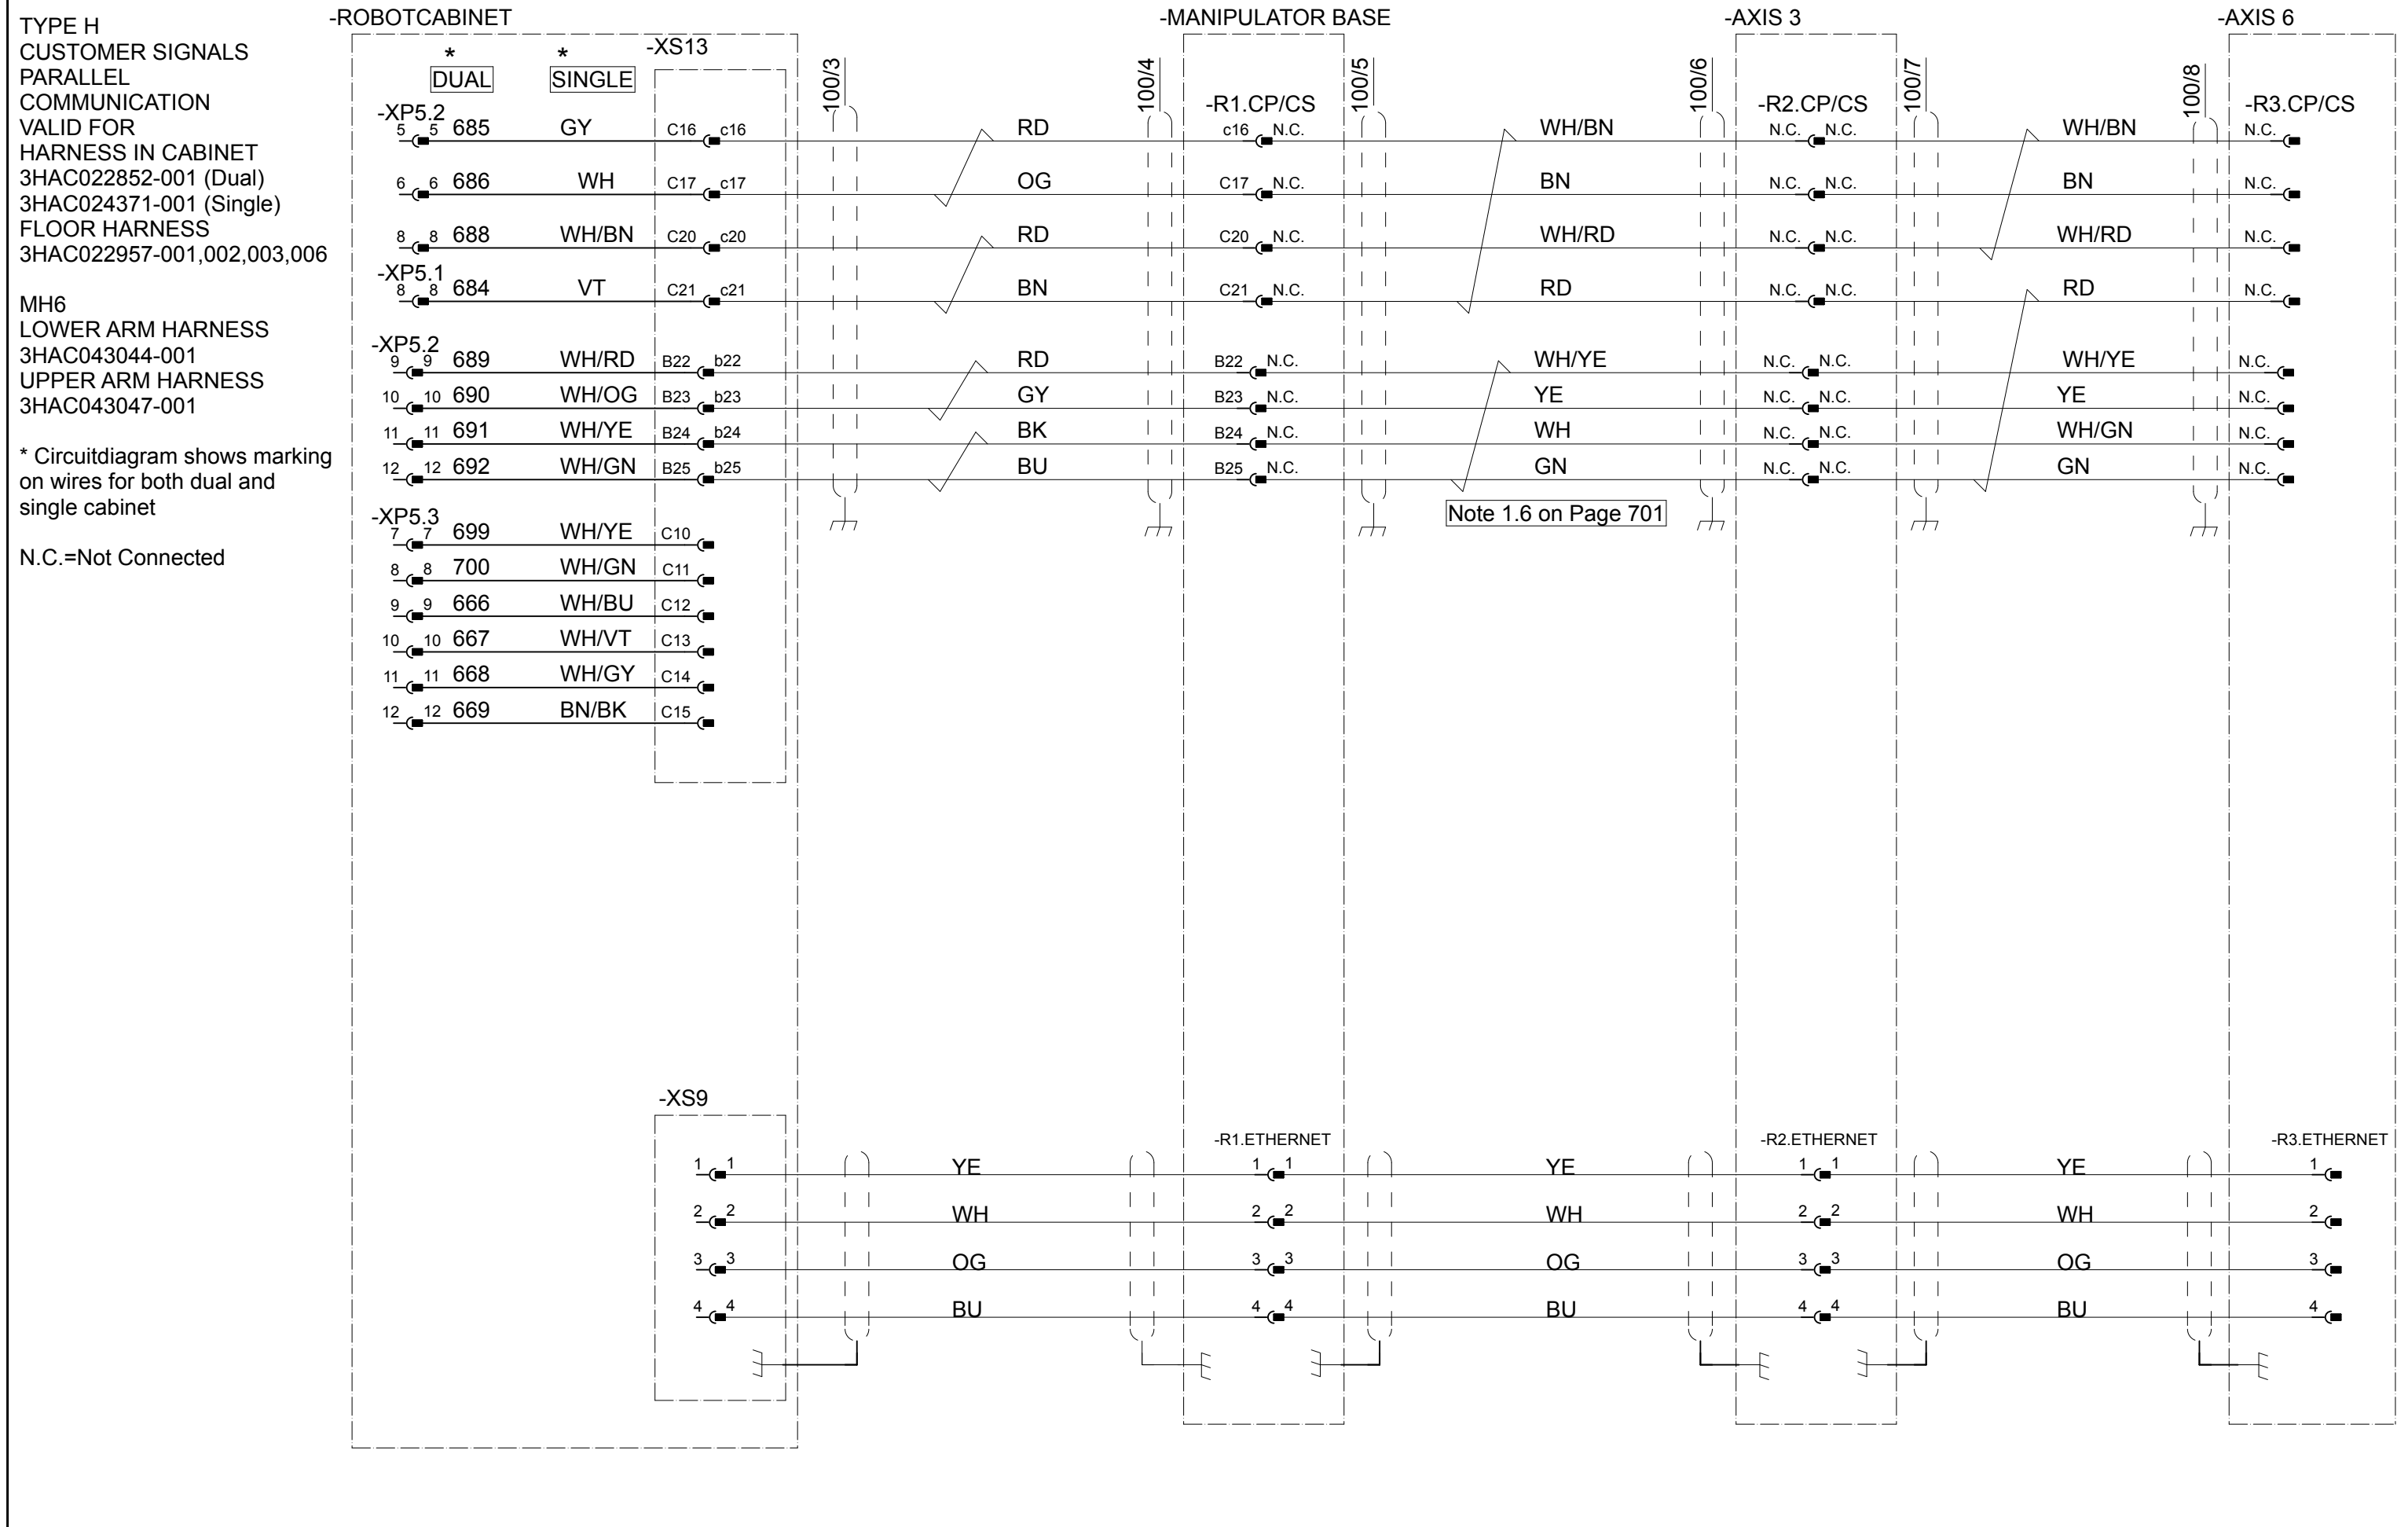 TYPE H
CUSTOMER SIGNALS
PARALLEL
COMMUNICATION
VALID FOR
HARNESS IN CABINET
3HAC022852-001 (Dual)
3HAC024371-001 (Single)
FLOOR HARNESS
3HAC022957-001,002,003,006
MH6
LOWER ARM HARNESS
3HAC043044-001
UPPER ARM HARNESS
3HAC043047-001
* Circuitdiagram shows marking
on wires for both dual and
single cabinet
N.C.=Not Connected
-ROBOTCABINET -MANIPULATOR BASE -AXIS 3 -AXIS 6
* * -XS13
DUAL SINGLE
100/3 100/4 100/5 100/6 100/7 100/8
-XP5.2 -R1.CP/CS -R2.CP/CS -R3.CP/CS
5 5 685 GY C16 c16 RD c16 N.C. WH/BN N.C. N.C. WH/BN N.C.
6 6 686 WH C17 c17 OG C17 N.C. BN N.C. N.C. BN N.C.
8 8 688 WH/BN C20 c20 RD C20 N.C. WH/RD N.C. N.C. WH/RD N.C.
-XP5.1
8 8 684 VT C21 c21 BN C21 N.C. RD N.C. N.C. RD N.C.
-XP5.2
9 9 689 WH/RD B22 b22 RD B22 N.C. WH/YE N.C. N.C. WH/YE N.C.
10 10 690 WH/OG B23 b23 GY B23 N.C. YE N.C. N.C. YE N.C.
11 11 691 WH/YE B24 b24 BK B24 N.C. WH N.C. N.C. WH/GN N.C.
12 12 692 WH/GN B25 b25 BU B25 N.C. GN N.C. N.C. GN N.C.
Note 1.6 on Page 701
-XP5.3
7 7 699 WH/YE C10
8 8 700 WH/GN C11
9 9 666 WH/BU C12
10 10 667 WH/VT C13
11 11 668 WH/GY C14
12 12 669 BN/BK C15
-XS9
-R1.ETHERNET -R2.ETHERNET -R3.ETHERNET
1 1 YE 1 1 YE 1 1 YE 1
2 2 WH 2 2 WH 2 2 WH 2
3 3 OG 3 3 OG 3 3 OG 3
4 4 BU 4 4 BU 4 4 BU 4